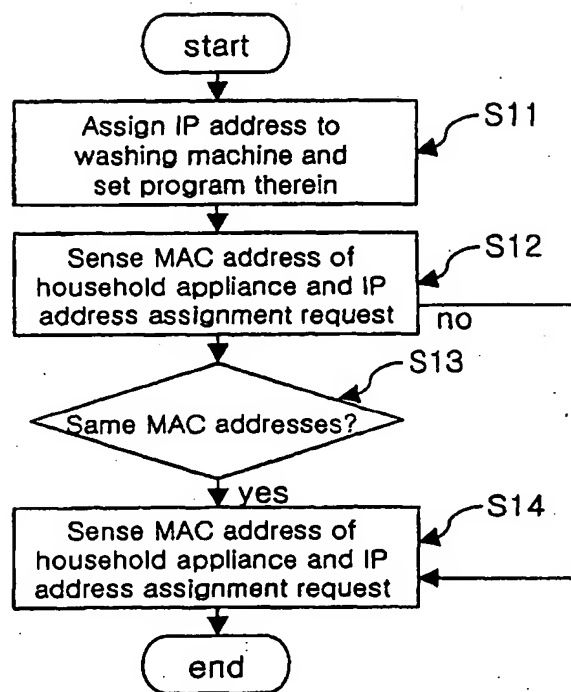 start
Assign IP address to
washing machine and
set program therein
S11
Sense MAC address of
household appliance and IP
address assignment request
S12
no
S13
Same MAC addresses?
yes
Sense MAC address of
household appliance and IP
address assignment request
S14
end